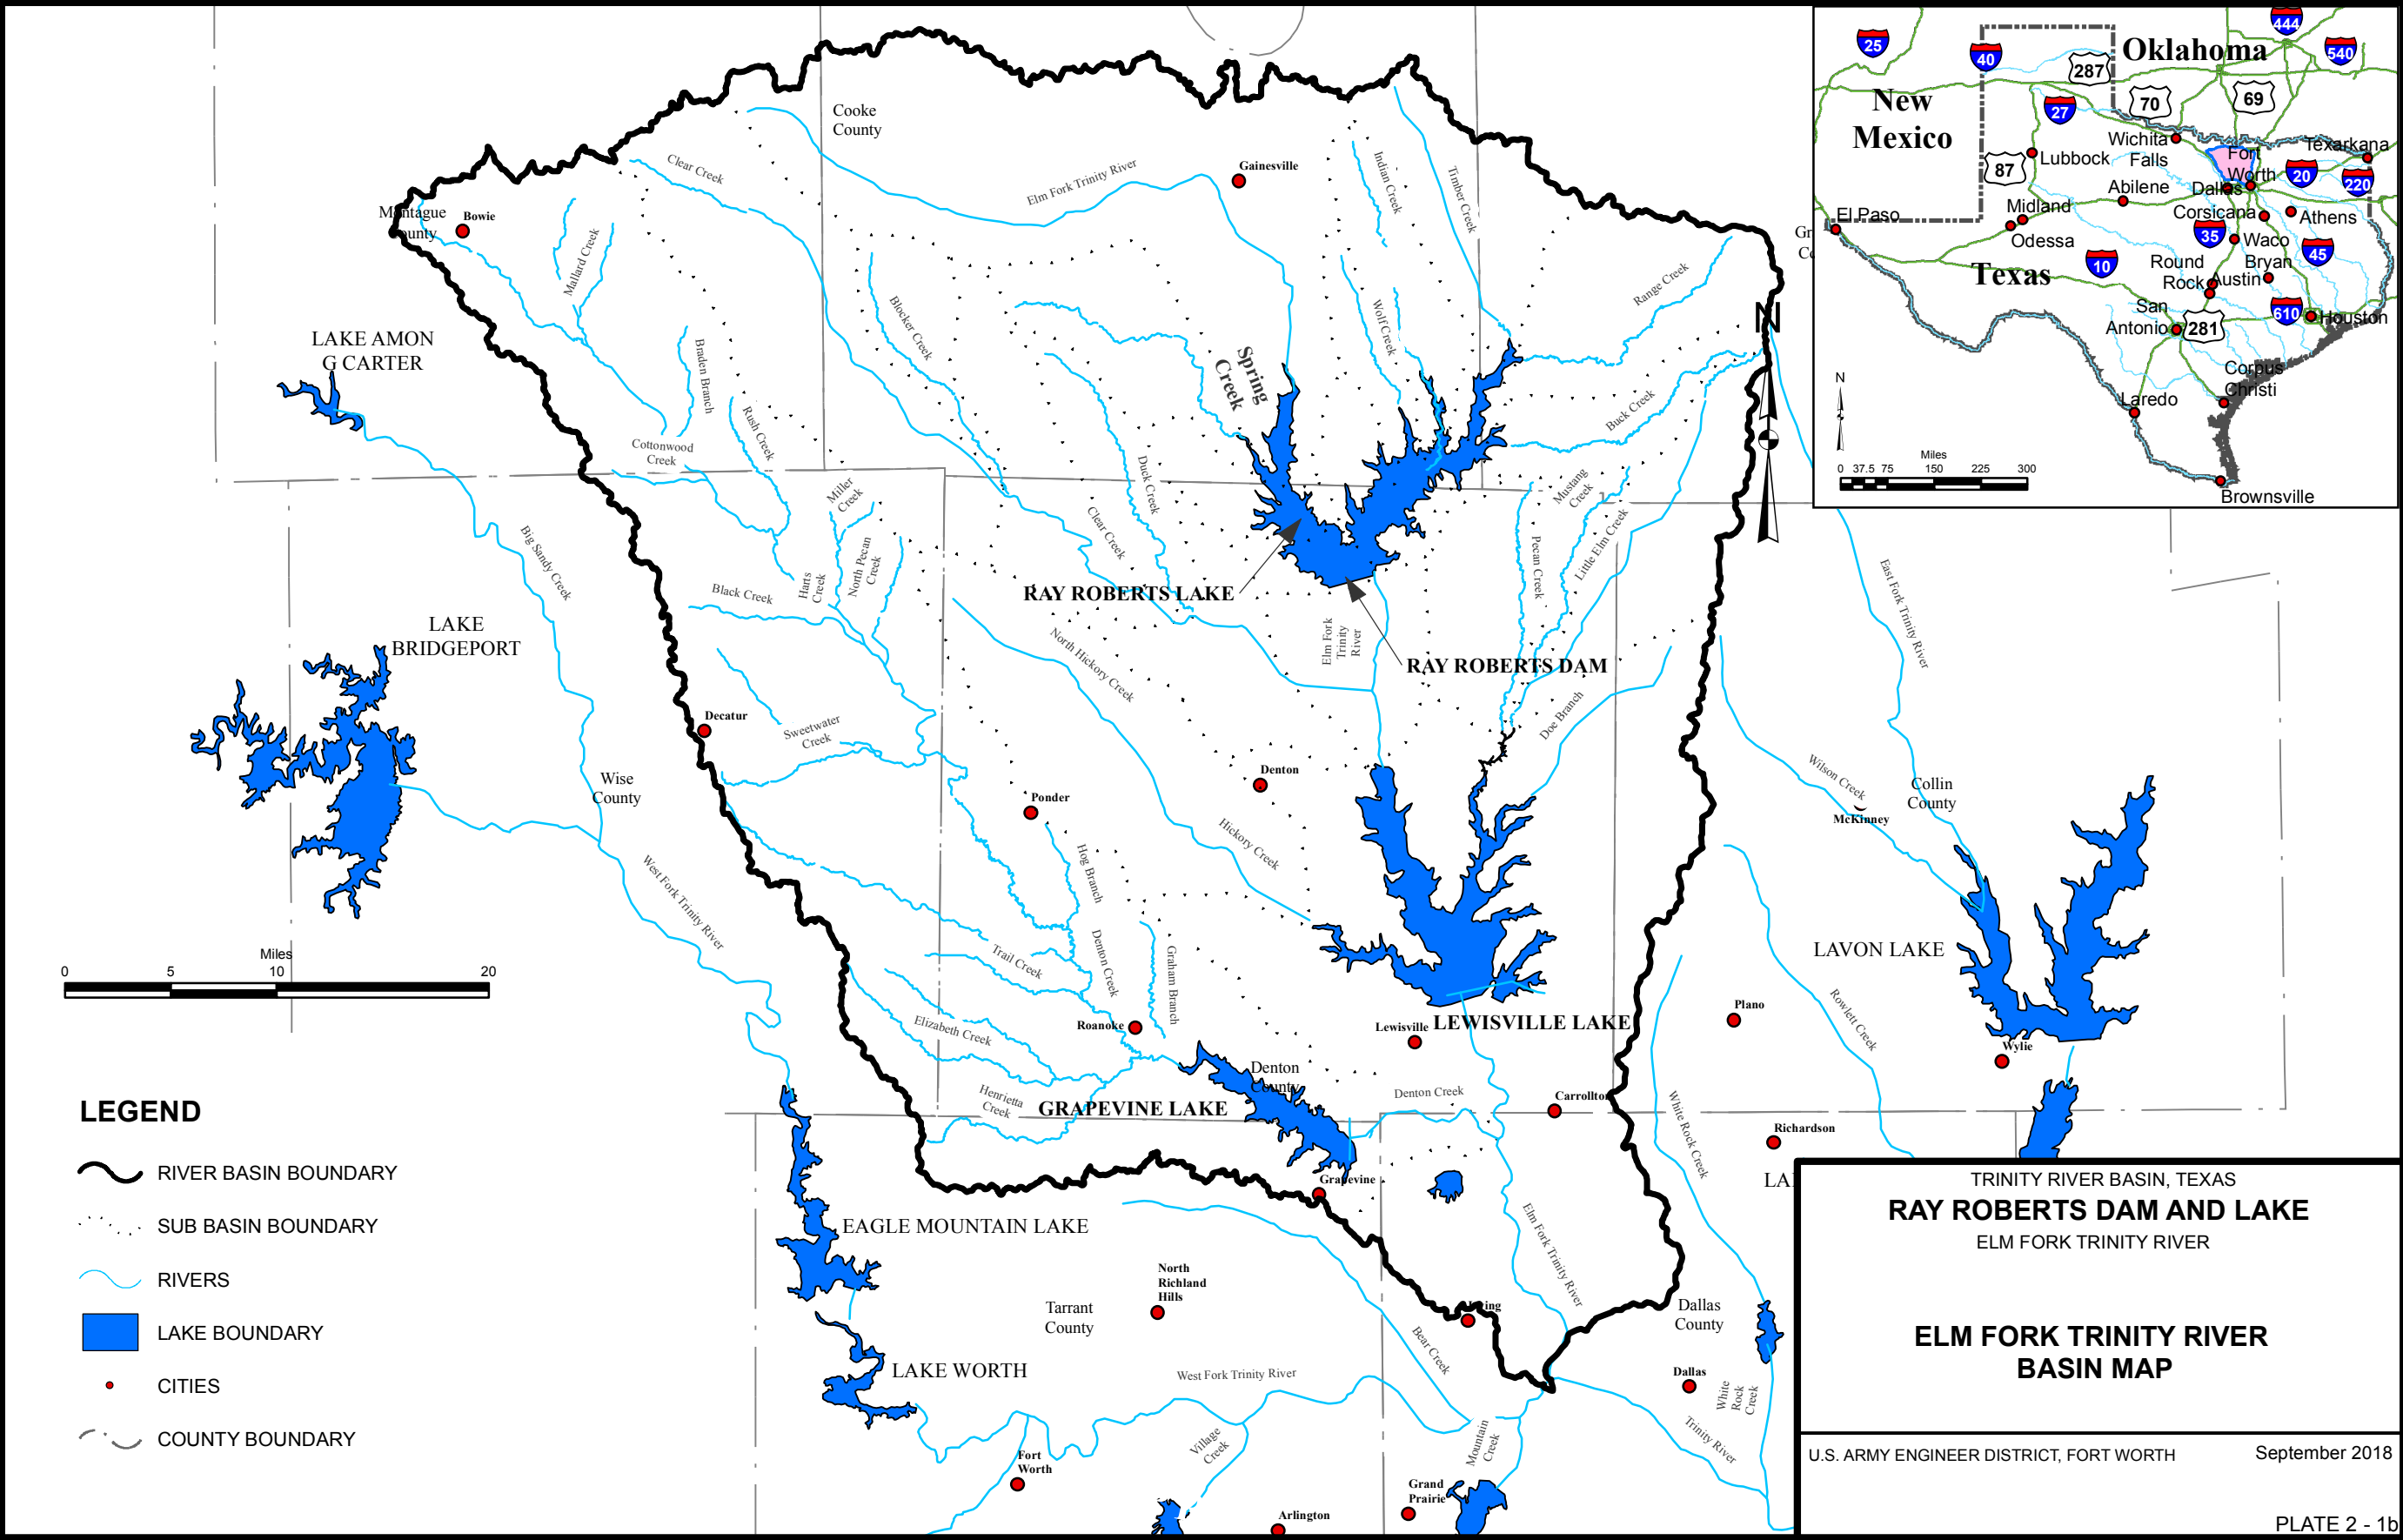 Cooke
County
Clear Creek
Elm Fork Trinity River
Gainesville
Indian Creek
Timber Creek
Montague
County
Bowie
Mallard Creek
Range Creek
Blocker Creek
Wolf Creek
LAKE AMON
G CARTER
Braden Branch
Spring
Creek
Rush Creek
Buck Creek
Cottonwood
Creek
Duck Creek
Miller
Creek
Mustang
Creek
Big Sandy Creek
Clear Creek
North Pecan
Creek
Harts
Creek
Pecan Creek
Little Elm Creek
Black Creek
RAY ROBERTS LAKE
East Fork Trinity River
LAKE
BRIDGEPORT
North Hickory Creek
Elm Fork
Trinity
River
RAY ROBERTS DAM
Decatur
Sweetwater
Creek
Doe Branch
Wise
County
Denton
Ponder
Wilson Creek
Collin
County
McKinney
Hickory Creek
Hog Branch
West Fork Trinity River
Trail Creek
Denton Creek
Graham Branch
LAVON LAKE
Miles
0 5 10 20
Elizabeth Creek
Roanoke
Lewisville
LEWISVILLE LAKE
Plano
Rowlett Creek
Wylie
Denton
County
Henrietta
Creek
GRAPEVINE LAKE
Denton Creek
Carrollton
White Rock Creek
Richardson
LA
Grapevine
EAGLE MOUNTAIN LAKE
Elm Fork Trinity River
North
Richland
Hills
Tarrant
County
Irving
Dallas
County
Bear Creek
LAKE WORTH
West Fork Trinity River
Dallas
White
Rock
Creek
Village
Creek
Mountain
Creek
Trinity River
Fort
Worth
Grand
Prairie
Arlington
LEGEND
RIVER BASIN BOUNDARY
SUB BASIN BOUNDARY
RIVERS
LAKE BOUNDARY
CITIES
COUNTY BOUNDARY
N
Gr
Co
25
40
287
Oklahoma
444
540
New
Mexico
27
70
69
Wichita
Falls
Texarkana
87
Lubbock
Fort
Worth
20
220
Abilene
Dallas
Midland
Corsicana
Athens
El Paso
Odessa
35
Waco
45
10
Texas
Round
Rock
Bryan
Austin
San
Antonio
281
610
Houston
Corpus
Christi
Laredo
N
Miles
0 37.5 75 150 225 300
Brownsville
TRINITY RIVER BASIN, TEXAS
RAY ROBERTS DAM AND LAKE
ELM FORK TRINITY RIVER
ELM FORK TRINITY RIVER
BASIN MAP
U.S. ARMY ENGINEER DISTRICT, FORT WORTH
September 2018
PLATE 2 - 1b